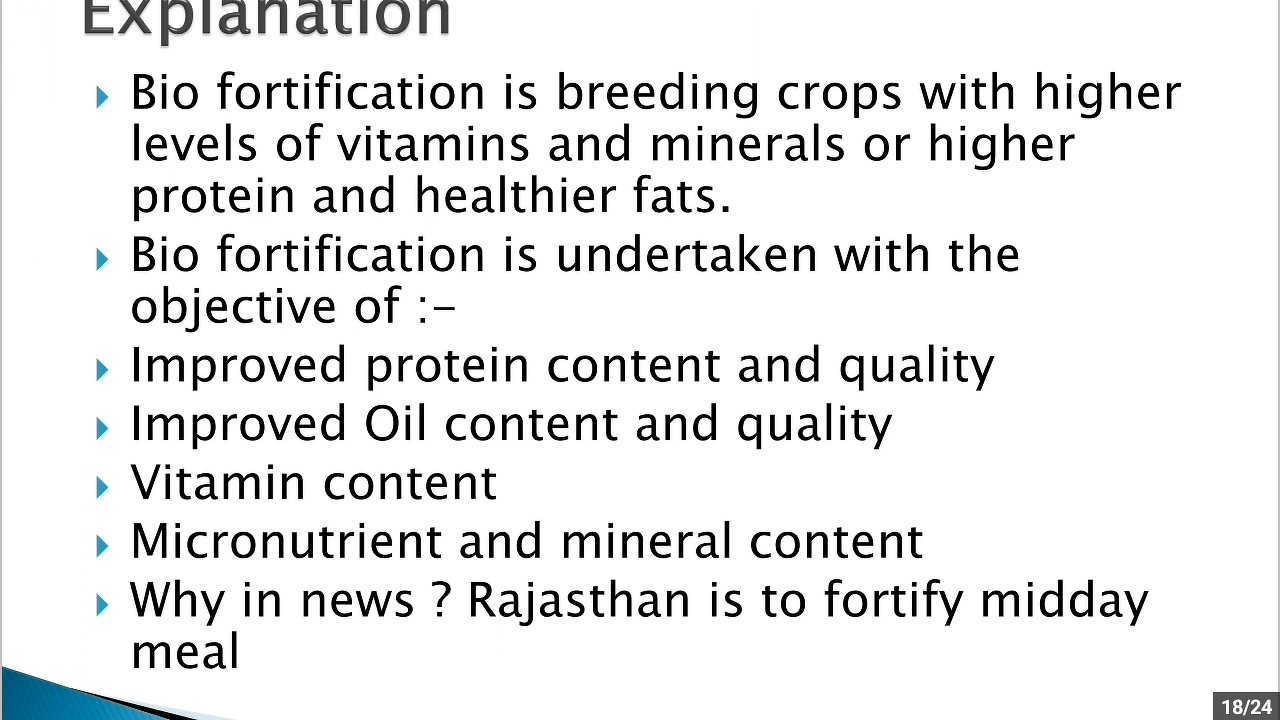 Explanation
Bio fortification is breeding crops with higher
levels of vitamins and minerals or higher
protein and healthier fats.
Bio fortification is undertaken with the
objective of :-
Improved protein content and quality
Improved Oil content and quality
Vitamin content
Micronutrient and mineral content
Why in news ? Rajasthan is to fortify midday
meal
18/24